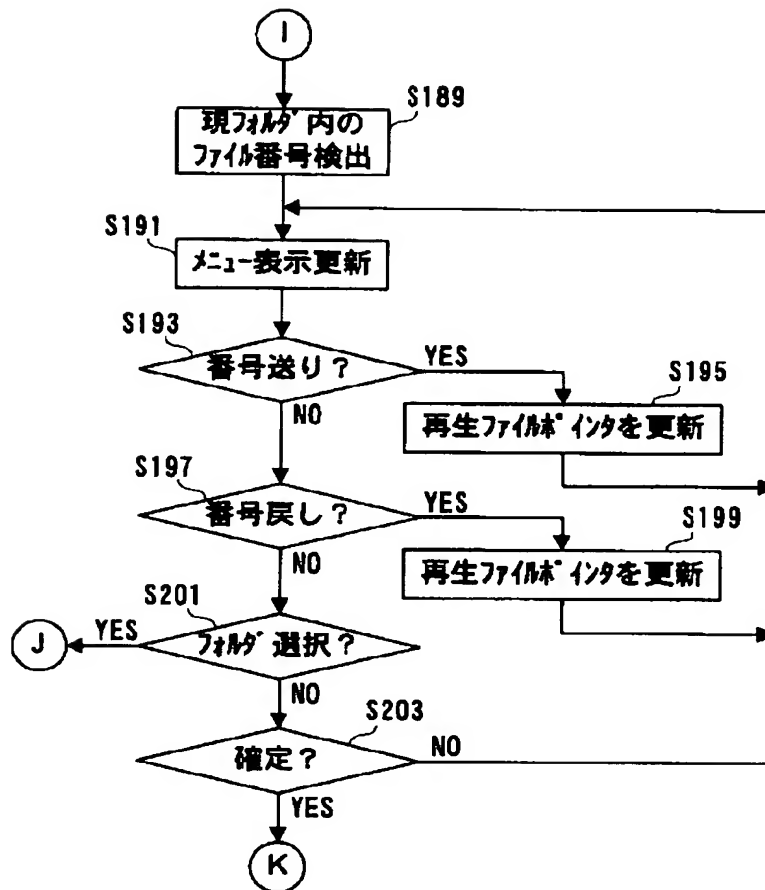 I
S189
現フォルダ内の
ファイル番号検出
S191
メニュー表示更新
S193
番号送り?
YES
S195
NO
再生ファイルポインタを更新
S197
番号戻し?
YES
S199
NO
再生ファイルポインタを更新
S201
J
YES
フォルダ選択?
NO
S203
確定?
NO
YES
K